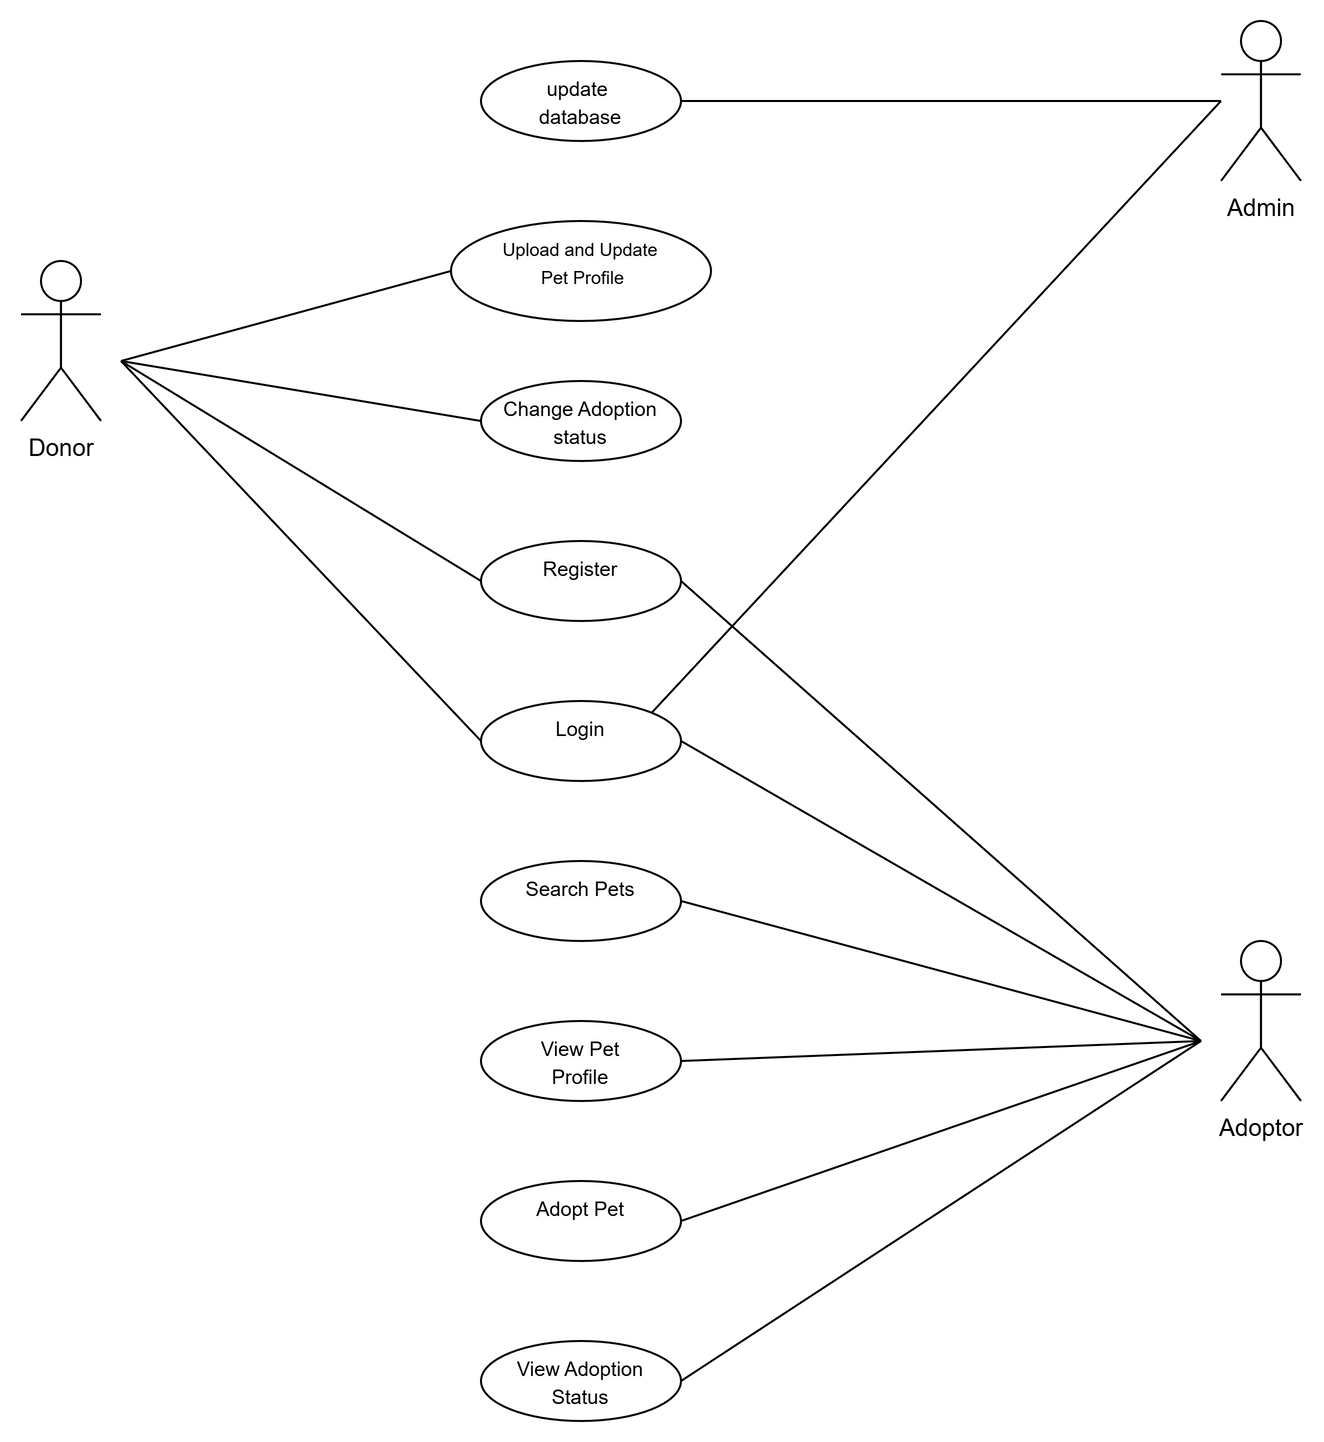 update
database
Admin
Upload and Update
Pet Profile
Donor
Change Adoption
status
Register
Login
Search Pets
View Pet
Profile
Adoptor
Adopt Pet
View Adoption
Status